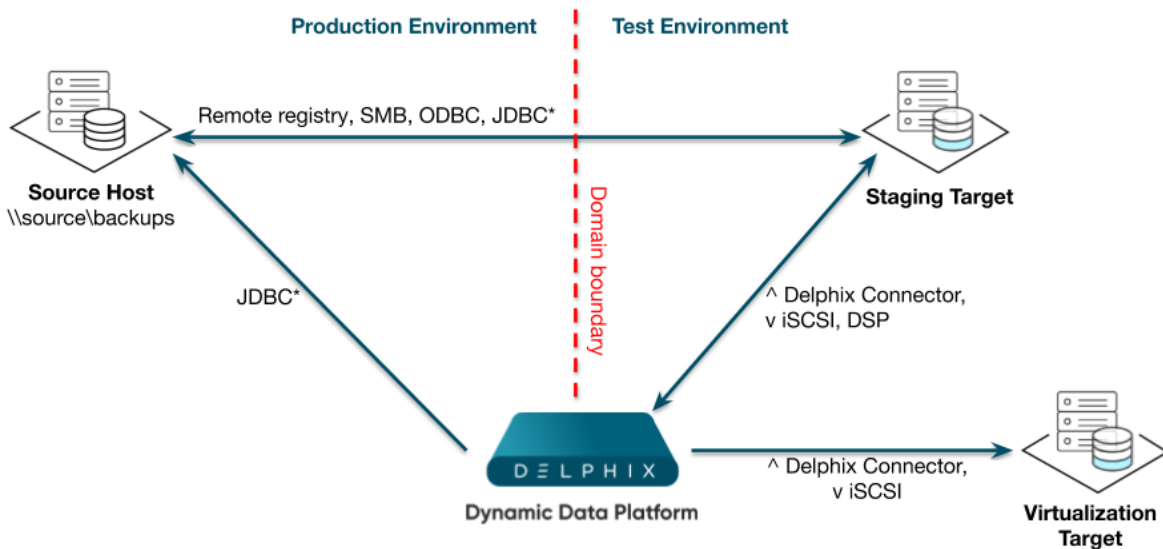 Production Environment
Test Environment
Remote registry, SMB, ODBC, JDBC*
Source Host
\\source\backups
Staging Target
Domain boundary
JDBC*
^ Delphix Connector,
v iSCSI, DSP
DELPHIX
Dynamic Data Platform
^ Delphix Connector,
v iSCSI
Virtualization
Target